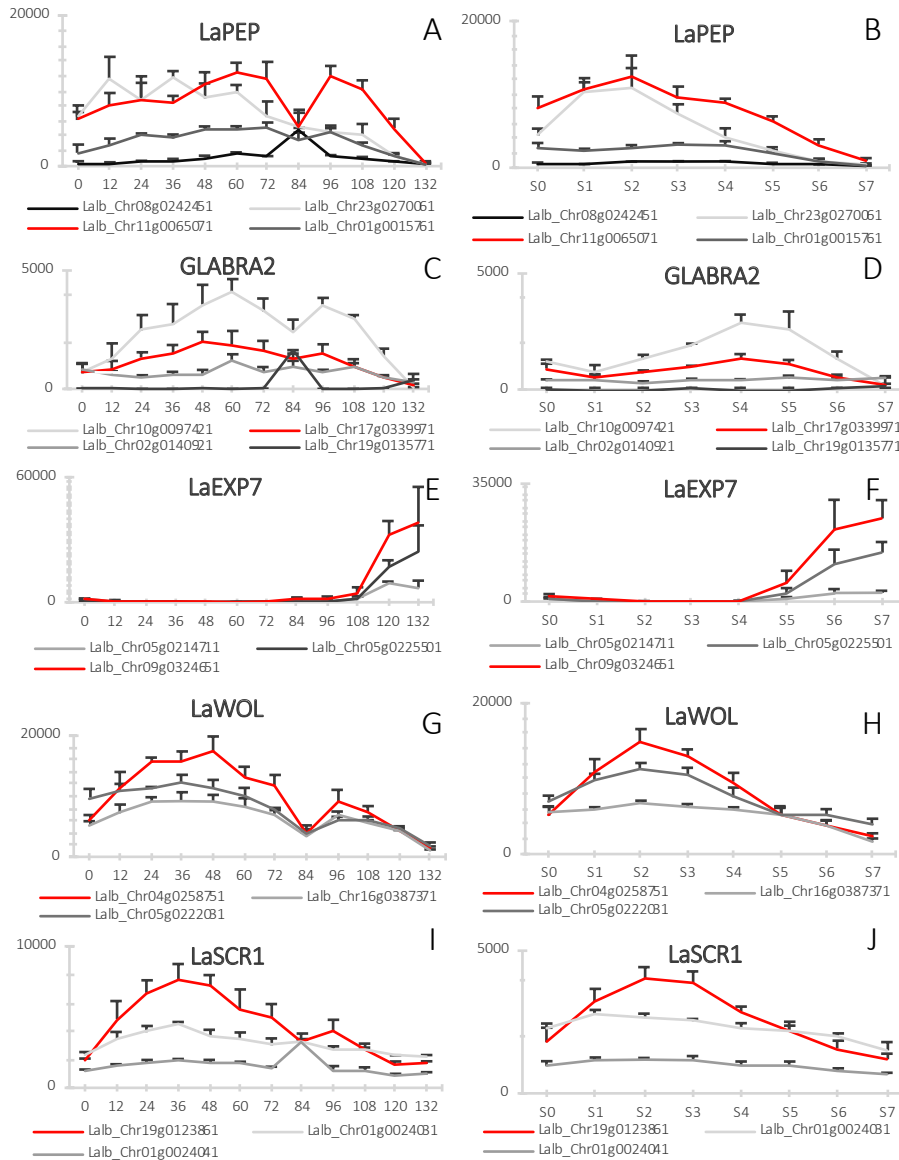 20000
LaPEP
A
0
0 12 24 36 48 60 72 84 96 108 120 132
Lalb_Chr08g0242451 Lalb_Chr23g0270061
Lalb_Chr11g0065071 Lalb_Chr01g0015761
20000
LaPEP
B
0
S0 S1 S2 S3 S4 S5 S6 S7
Lalb_Chr08g0242451 Lalb_Chr23g0270061
Lalb_Chr11g0065071 Lalb_Chr01g0015761
5000
GLABRA2
C
0
0 12 24 36 48 60 72 84 96 108 120 132
Lalb_Chr10g0097421 Lalb_Chr17g0339971
Lalb_Chr02g0140921 Lalb_Chr19g0135771
5000
GLABRA2
D
0
S0 S1 S2 S3 S4 S5 S6 S7
Lalb_Chr10g0097421 Lalb_Chr17g0339971
Lalb_Chr02g0140921 Lalb_Chr19g0135771
60000
LaEXP7
E
0
0 12 24 36 48 60 72 84 96 108 120 132
Lalb_Chr05g0214711 Lalb_Chr05g0225501
Lalb_Chr09g0324651
35000
LaEXP7
F
0
S0 S1 S2 S3 S4 S5 S6 S7
Lalb_Chr05g0214711 Lalb_Chr05g0225501
Lalb_Chr09g0324651
20000
LaWOL
G
0
0 12 24 36 48 60 72 84 96 108 120 132
Lalb_Chr04g0258751 Lalb_Chr16g0387371
Lalb_Chr05g0222031
20000
LaWOL
H
0
S0 S1 S2 S3 S4 S5 S6 S7
Lalb_Chr04g0258751 Lalb_Chr16g0387371
Lalb_Chr05g0222031
10000
LaSCR1
I
0
0 12 24 36 48 60 72 84 96 108 120 132
Lalb_Chr19g0123861 Lalb_Chr01g0024031
Lalb_Chr01g0024041
5000
LaSCR1
J
0
S0 S1 S2 S3 S4 S5 S6 S7
Lalb_Chr19g0123861 Lalb_Chr01g0024031
Lalb_Chr01g0024041